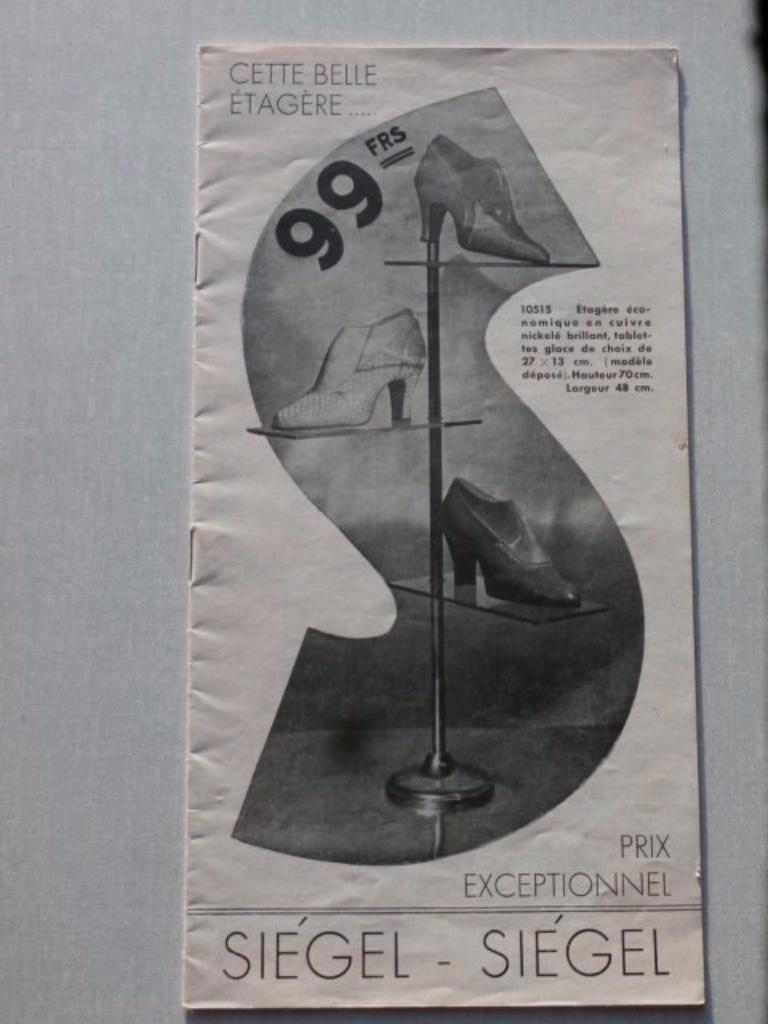 CETTE BELLE
ÉTAGÈRE .....
99 FRS
10515 Étagère éco-
nomique en cuivre
nickelé brillant, tablet-
tes glace de choix de
27 × 13 cm. (modèle
déposé). Hauteur 70 cm.
Largeur 48 cm.
PRIX
EXCEPTIONNEL
SIÉGEL - SIÉGEL